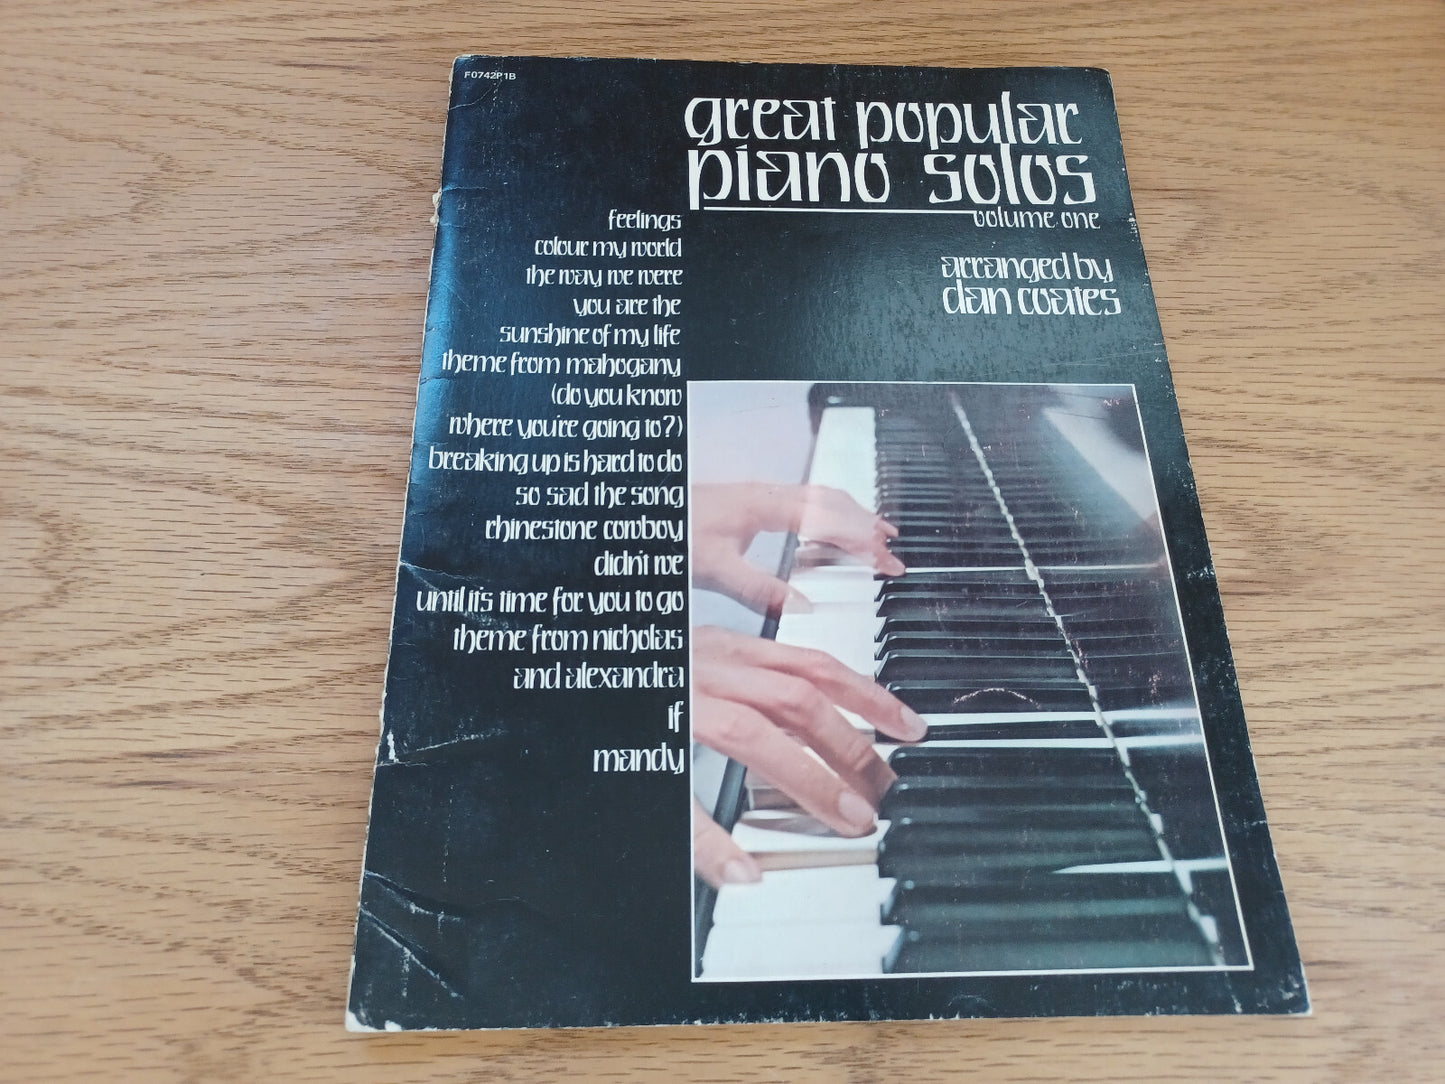 F0742P1B
great popular
piano solos
volume one
arranged by
dan coates
feelings
colour my world
the way we were
you are the
sunshine of my life
theme from mahogany
(do you know
where you're going to?)
breaking up is hard to do
so sad the song
rhinestone cowboy
didn't we
until it's time for you to go
theme from nicholas
and alexandra
if
mandy